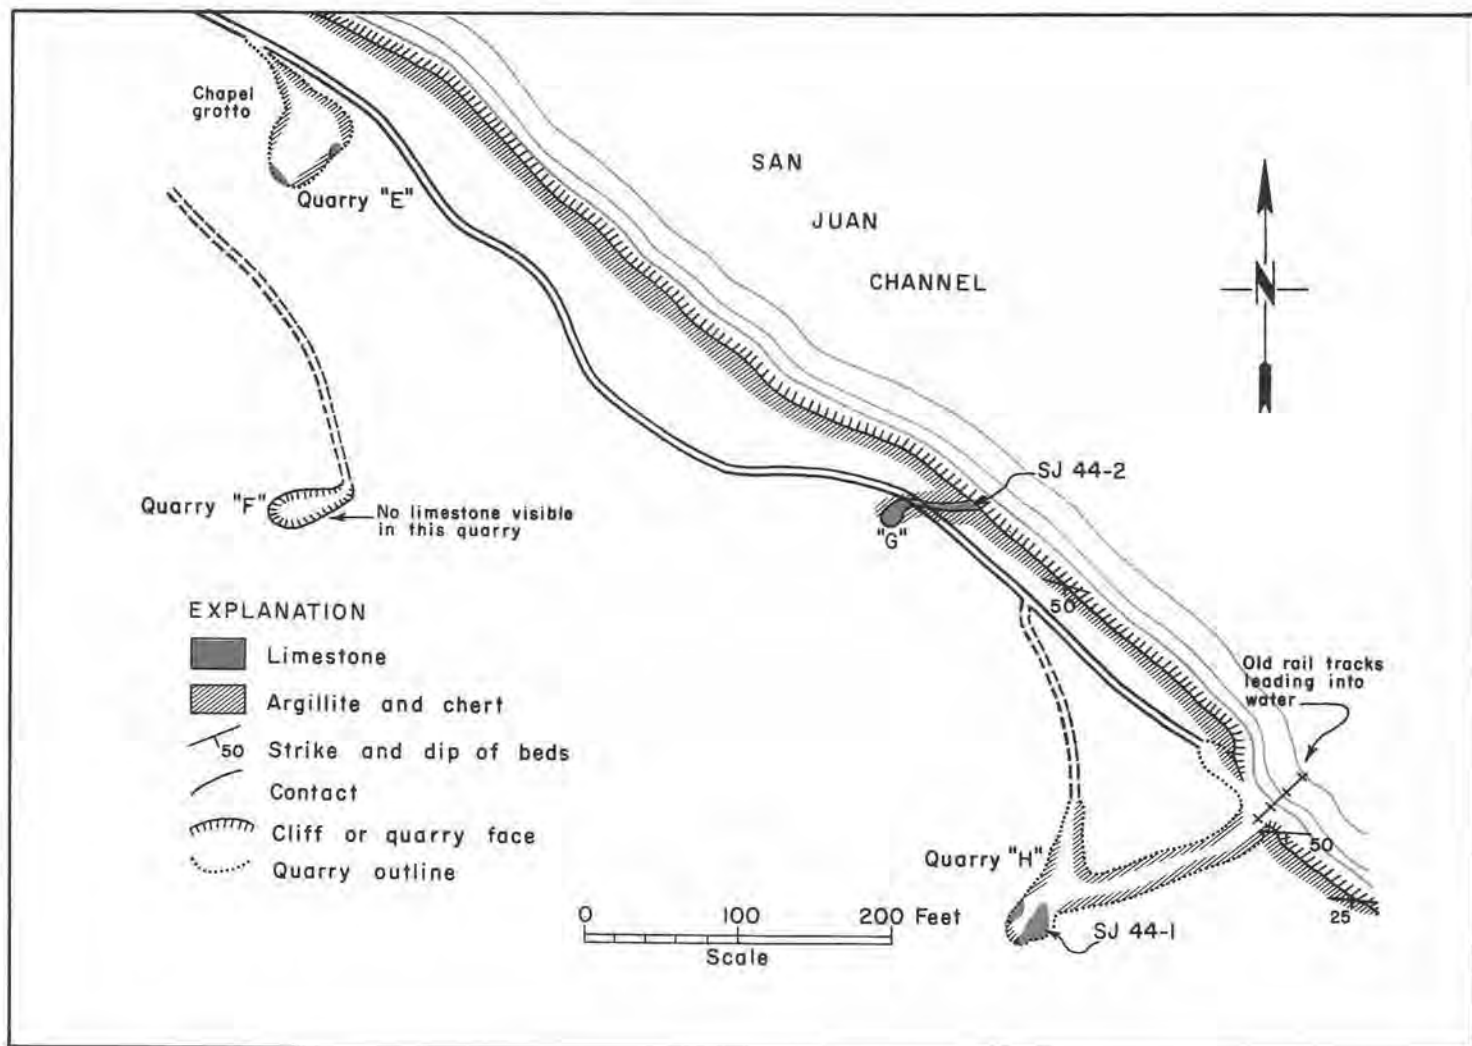 Chapel
grotto
Quarry "E"
SAN
JUAN
CHANNEL
N
SJ 44-2
Quarry "F"
No limestone visible
in this quarry
"G"
50
EXPLANATION
Limestone
Argillite and chert
50 Strike and dip of beds
Contact
Cliff or quarry face
Quarry outline
Old rail tracks
leading into
water
50
Quarry "H"
25
SJ 44-1
0 100 200 Feet
Scale